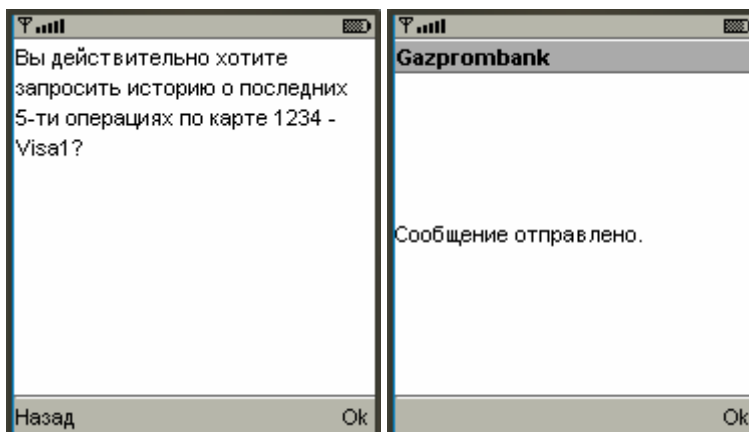 Вы действительно хотите
запросить историю о последних
5-ти операциях по карте 1234 -
Visa1?
Назад Ok
Gazprombank
Сообщение отправлено.
Ok